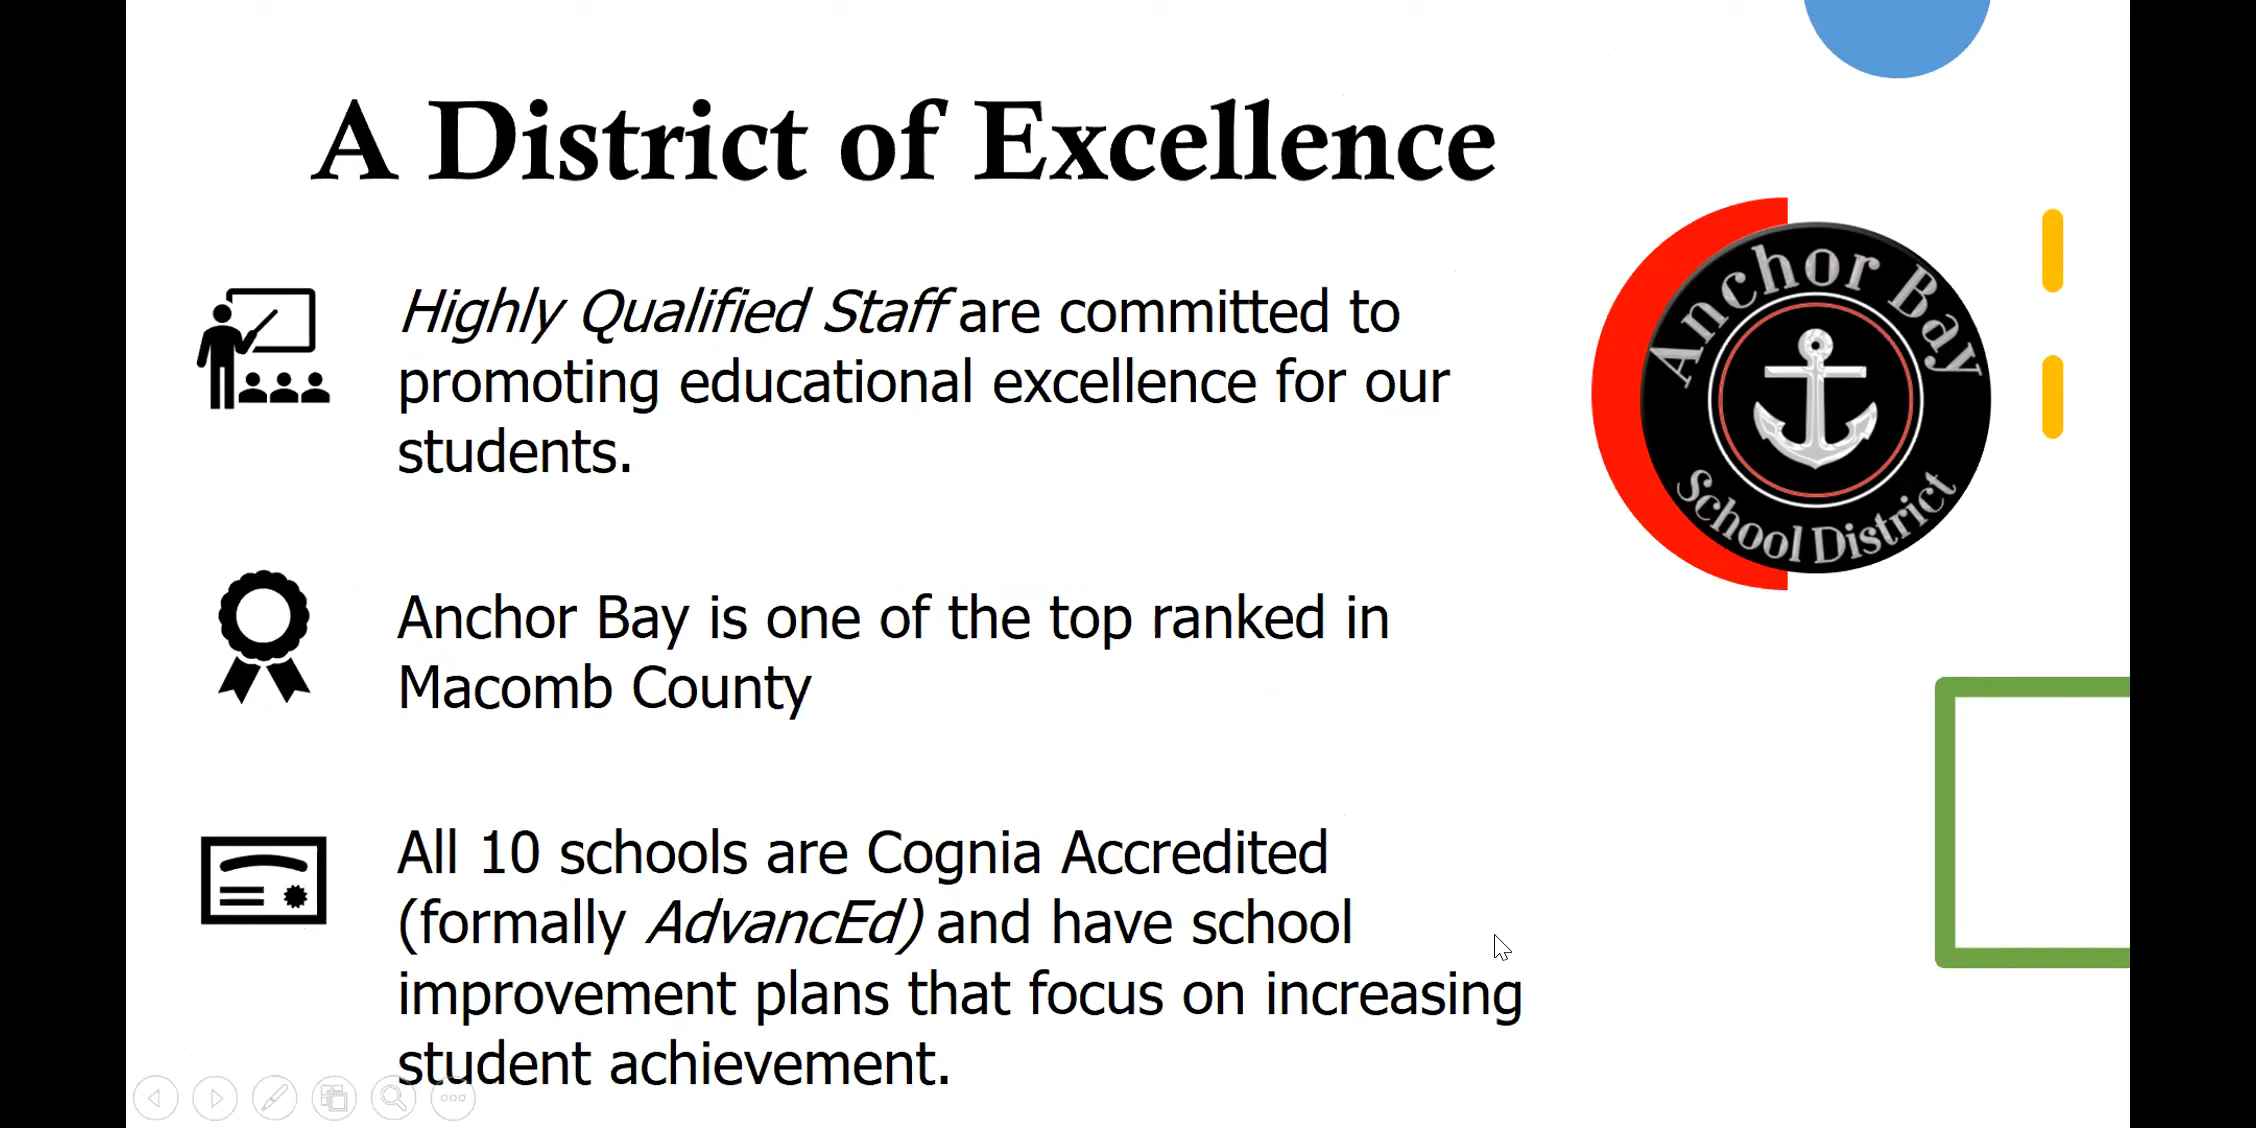 A District of Excellence
Highly Qualified Staff are committed to
promoting educational excellence for our
students.
Anchor Bay
School District
Anchor Bay is one of the top ranked in
Macomb County
All 10 schools are Cognia Accredited
(formally AdvancEd) and have school
improvement plans that focus on increasing
student achievement.